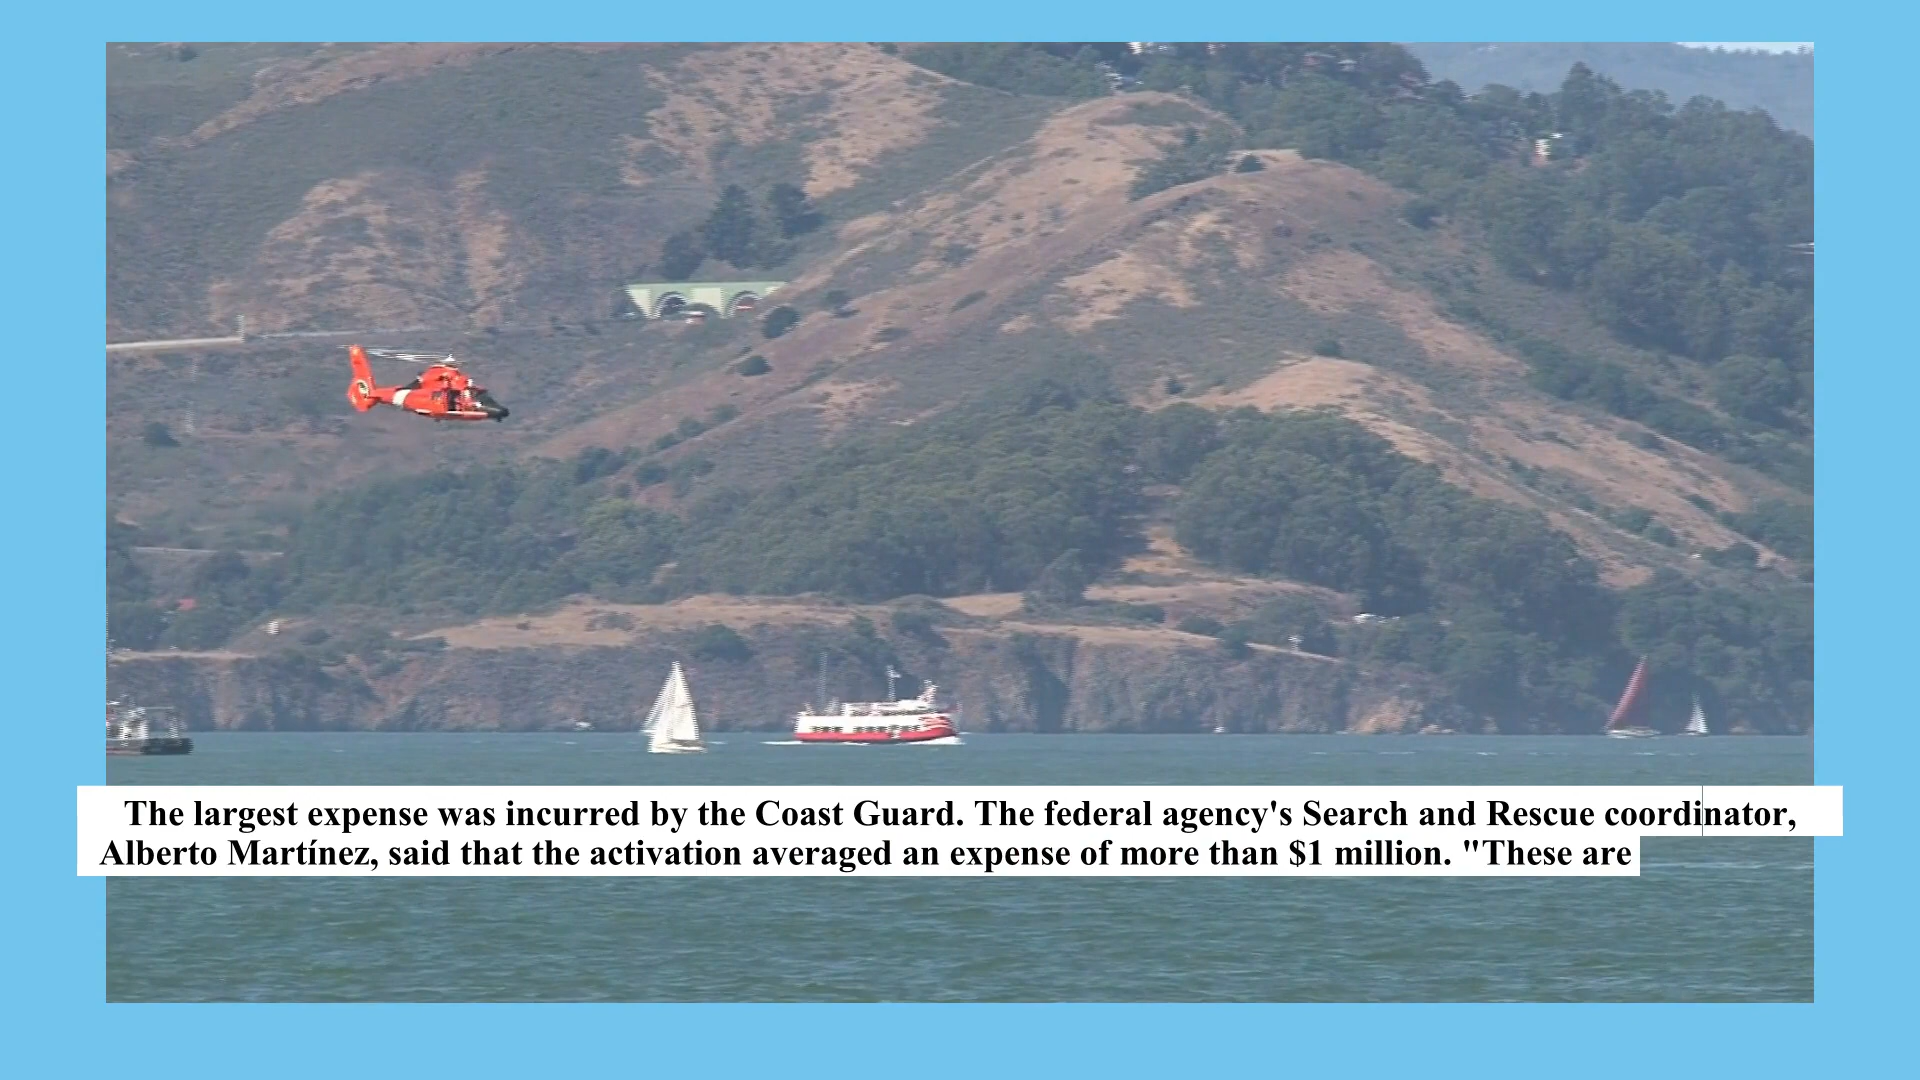 The largest expense was incurred by the Coast Guard. The federal agency's Search and Rescue coordinator,
Alberto Martínez, said that the activation averaged an expense of more than $1 million. "These are